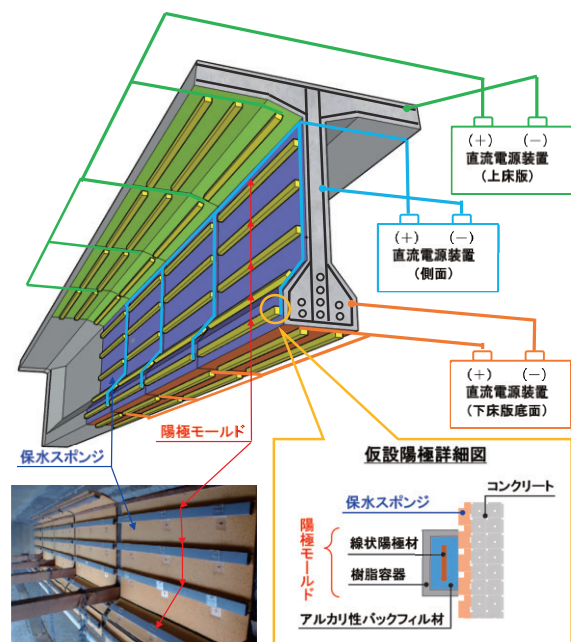 (+)
(−)
直流電源装置
(上床版)
(+)
(−)
直流電源装置
(側面)
(+)
(−)
直流電源装置
(下床版底面)
陽極モールド
保水スポンジ
仮設陽極詳細図
コンクリート
保水スポンジ
陽極モールド
線状陽極材
樹脂容器
アルカリ性バックフィル材